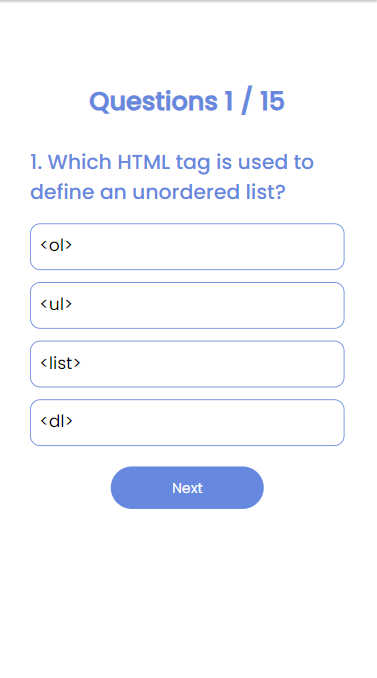 Questions 1 / 15
1. Which HTML tag is used to
define an unordered list?
<ol>
<ul>
<list>
<dl>
Next